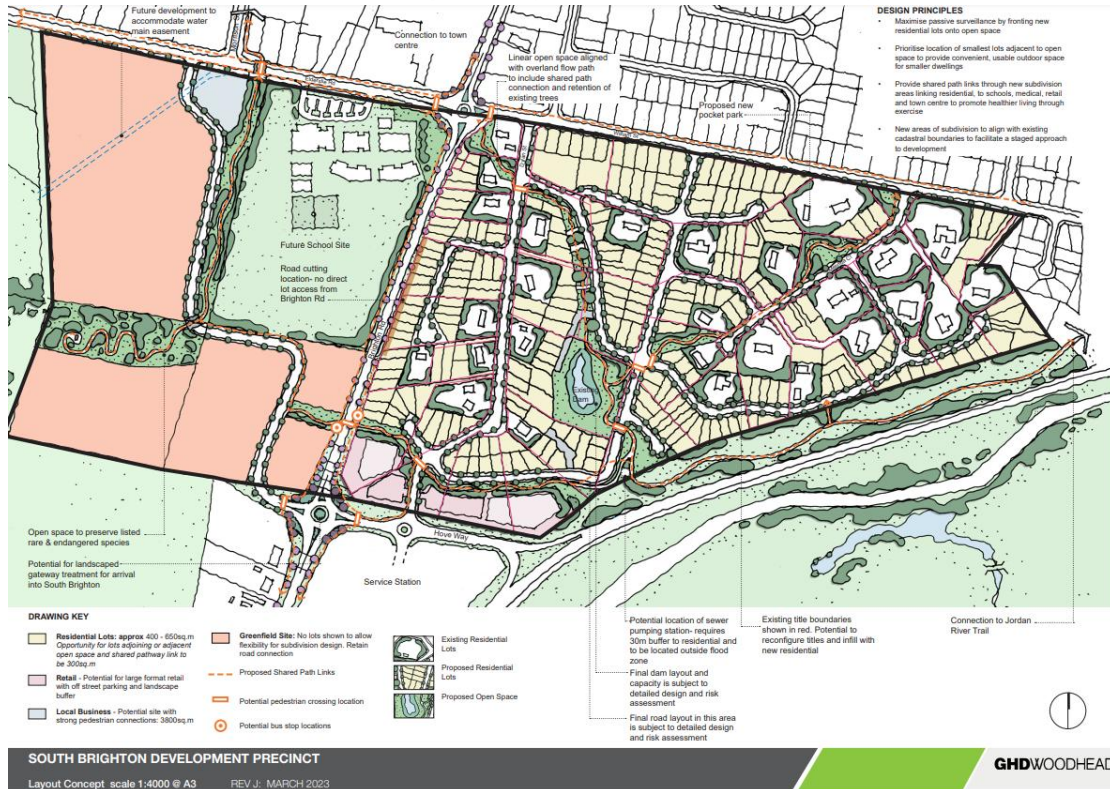 Future development to
accommodate water
main easement
Connection to town
centre
Linear open space aligned
with overland flow path
to include shared path
connection and retention of
existing trees
Proposed new
pocket park
DESIGN PRINCIPLES
• Maximise passive surveillance by fronting new
residential lots onto open space
• Prioritise location of smallest lots adjacent to open
space to provide convenient, usable outdoor space
for smaller dwellings
• Provide shared path links through new subdivision
areas linking residential, to schools, medical, retail
and town centre to promote healthier living through
exercise
• New areas of subdivision to align with existing
cadastral boundaries to facilitate a staged approach
to development
Future School Site
Road cutting
location- no direct
lot access from
Brighton Rd
Brighton Rd
Existing
Dam
Open space to preserve listed
rare & endangered species
Potential for landscaped
gateway treatment for arrival
into South Brighton
Hove Way
Service Station
DRAWING KEY
Residential Lots: approx 400 - 650sq.m
Opportunity for lots adjoining or adjacent
open space and shared pathway link to
be 300sq.m
Retail - Potential for large format retail
with off street parking and landscape
buffer
Local Business - Potential site with
strong pedestrian connections: 3800sq.m
Greenfield Site: No lots shown to allow
flexibility for subdivision design. Retain
road connection
Proposed Shared Path Links
Potential pedestrian crossing location
Potential bus stop locations
Existing Residential
Lots
Proposed Residential
Lots
Proposed Open Space
Potential location of sewer
pumping station- requires
30m buffer to residential and
to be located outside flood
zone
Final dam layout and
capacity is subject to
detailed design and risk
assessment
Final road layout in this area
is subject to detailed design
and risk assessment
Existing title boundaries
shown in red. Potential to
reconfigure titles and infill with
new residential
Connection to Jordan
River Trail
SOUTH BRIGHTON DEVELOPMENT PRECINCT
Layout Concept scale 1:4000 @ A3 REV J: MARCH 2023
GHDWOODHEAD